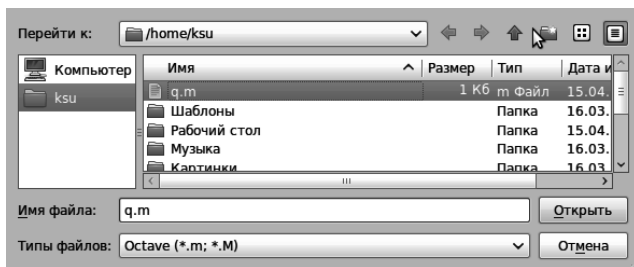 Перейти к: /home/ksu
Компьютер
ksu
Имя Размер Тип Дата и
q.m 1 Кб m Файл 15.04.
Шаблоны Папка 16.03.
Рабочий стол Папка 15.04.
Музыка Папка 16.03.
Картинки Папка 16.03.
Имя файла: q.m Открыть
Типы файлов: Octave (*.m; *.M) Отмена